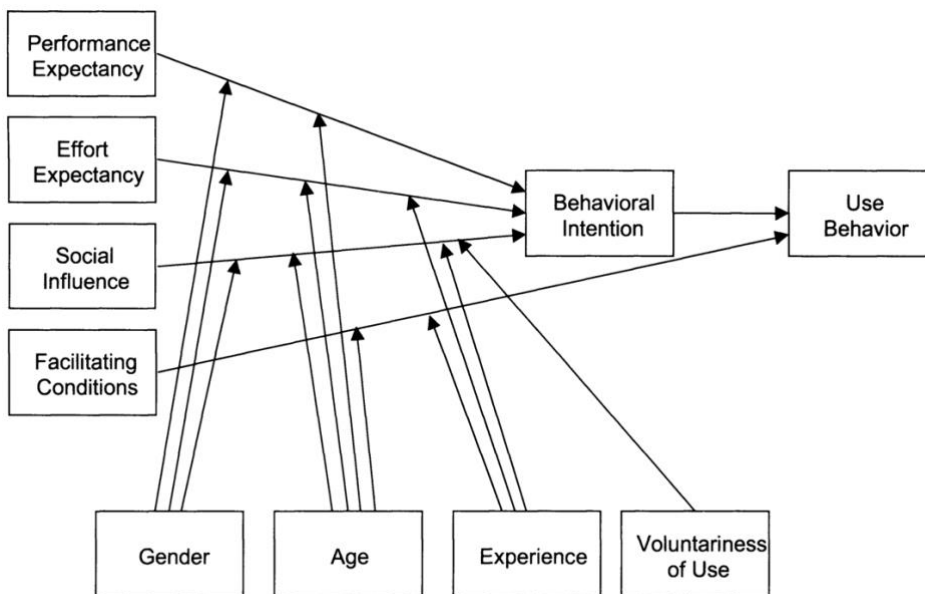 Performance
Expectancy
Effort
Expectancy
Social
Influence
Facilitating
Conditions
Behavioral
Intention
Use
Behavior
Gender
Age
Experience
Voluntariness
of Use